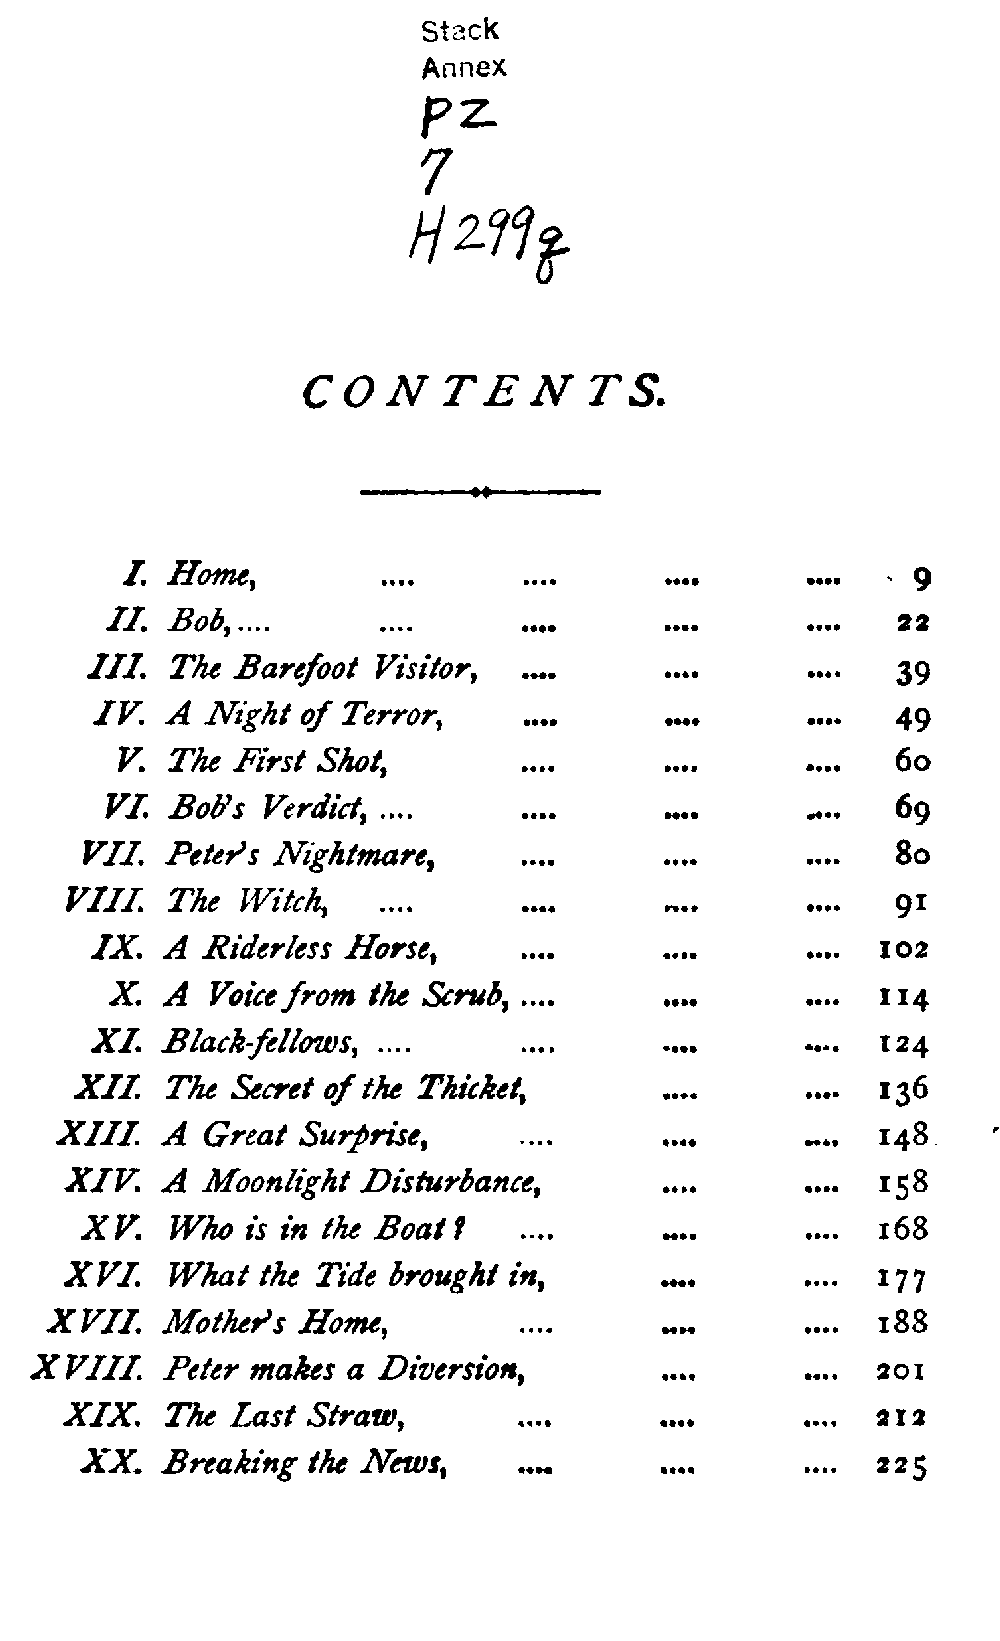 Stack
Annex
PZ
7
H299g
CONTENTS.
I. Home, .... .... .... .... 9
II. Bob, .... .... .... .... .... 22
III. The Barefoot Visitor, .... .... .... 39
IV. A Night of Terror, .... .... .... 49
V. The First Shot, .... .... .... 60
VI. Bob's Verdict, .... .... .... .... 69
VII. Peter's Nightmare, .... .... .... 80
VIII. The Witch, .... .... .... .... 91
IX. A Riderless Horse, .... .... .... 102
X. A Voice from the Scrub, .... .... .... 114
XI. Black-fellows, .... .... .... .... 124
XII. The Secret of the Thicket, .... .... 136
XIII. A Great Surprise, .... .... .... 148
XIV. A Moonlight Disturbance, .... .... 158
XV. Who is in the Boat? .... .... .... 168
XVI. What the Tide brought in, .... .... 177
XVII. Mother's Home, .... .... .... 188
XVIII. Peter makes a Diversion, .... .... 201
XIX. The Last Straw, .... .... .... 212
XX. Breaking the News, .... .... .... 225